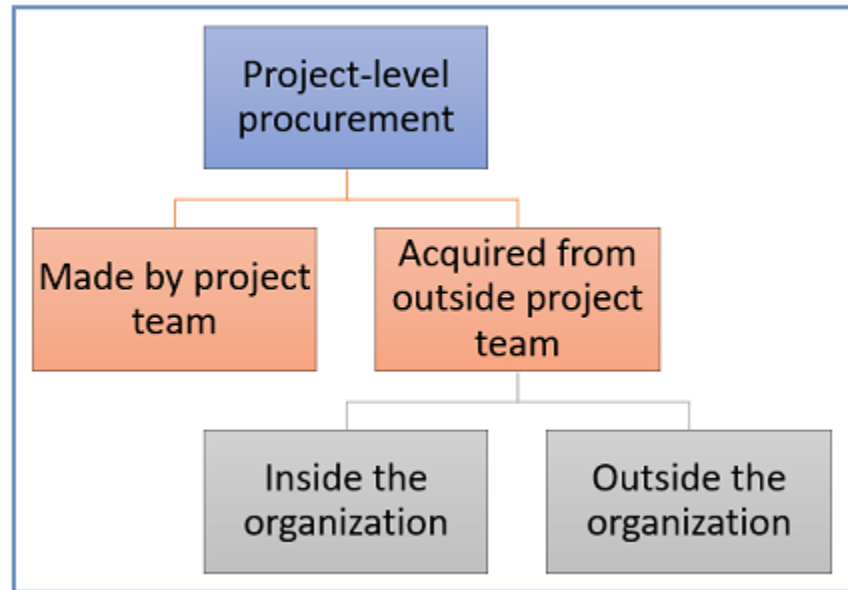 Project-level
procurement
Made by project
team
Acquired from
outside project
team
Inside the
organization
Outside the
organization